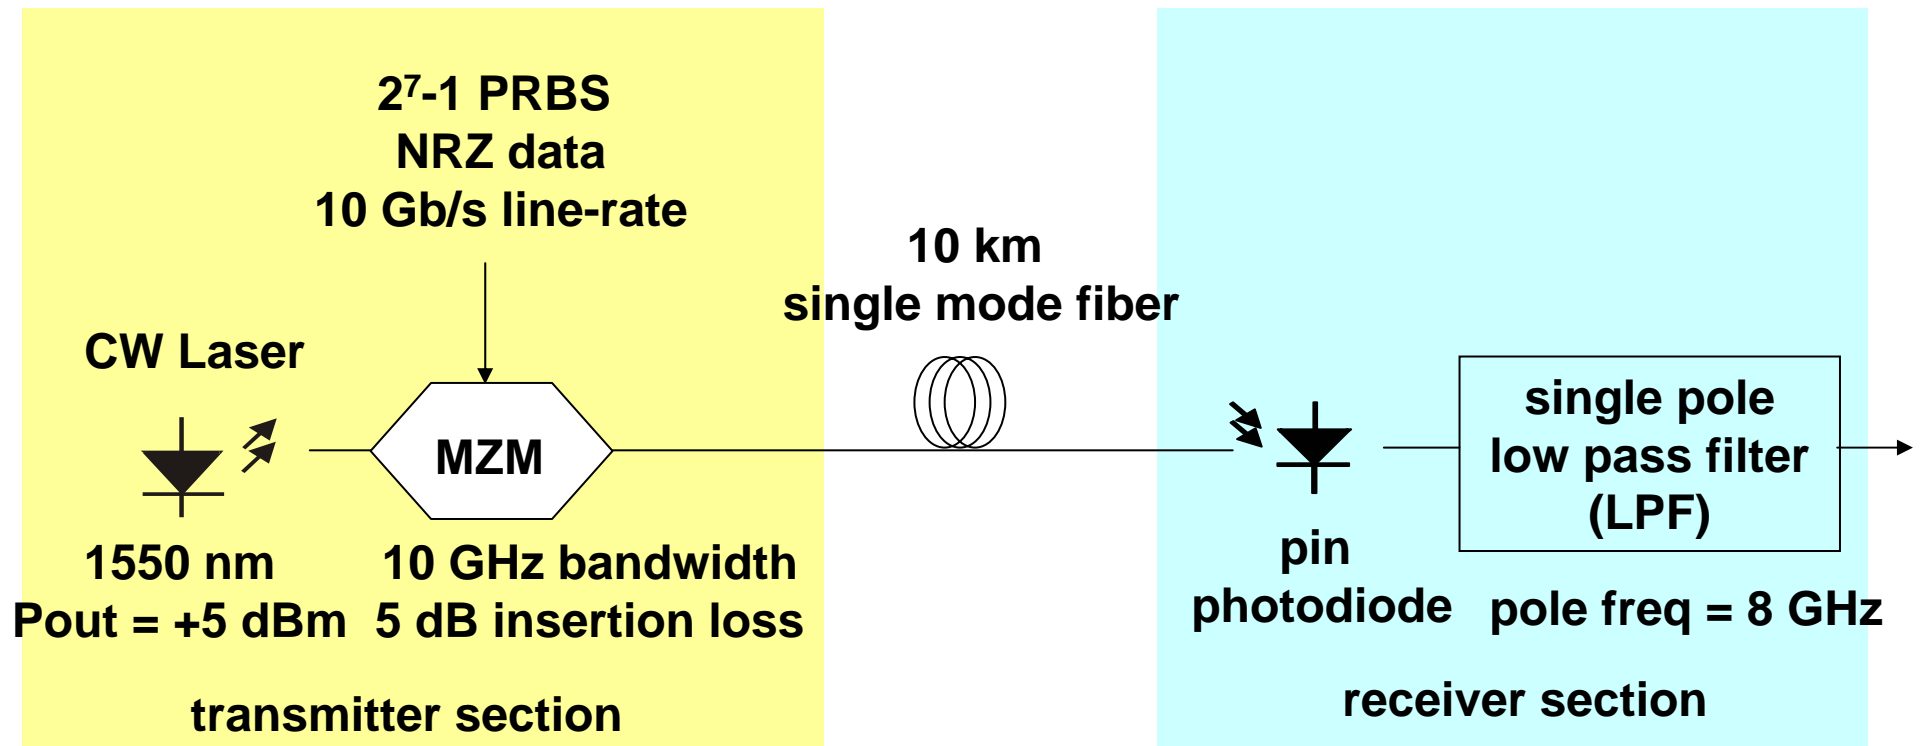 2⁷-1 PRBS
NRZ data
10 Gb/s line-rate
CW Laser
MZM
1550 nm
Pout = +5 dBm
10 GHz bandwidth
5 dB insertion loss
transmitter section
10 km
single mode fiber
pin
photodiode
single pole
low pass filter
(LPF)
pole freq = 8 GHz
receiver section